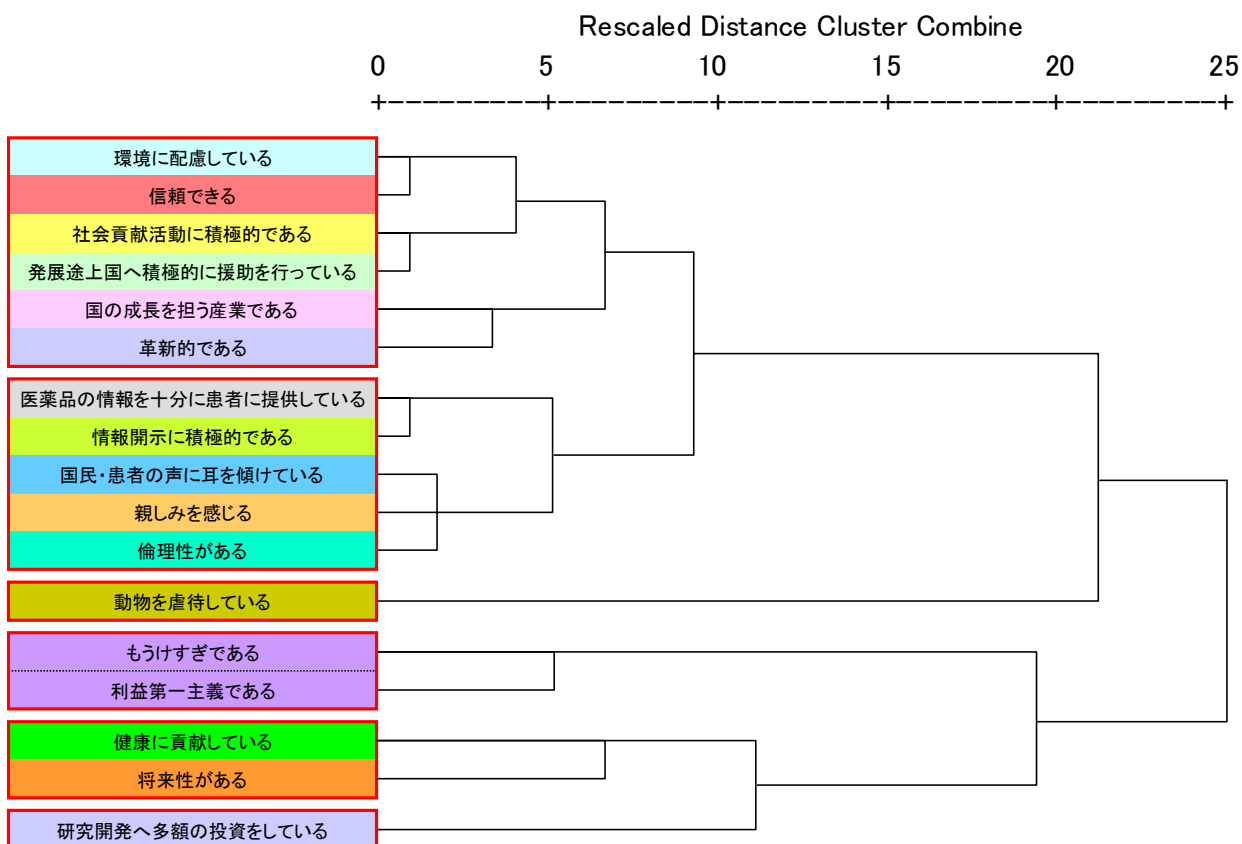 Rescaled Distance Cluster Combine
0 5 10 15 20 25
+---------+---------+---------+---------+---------+
環境に配慮している
信頼できる
社会貢献活動に積極的である
発展途上国へ積極的に援助を行っている
国の成長を担う産業である
革新的である
医薬品の情報を十分に患者に提供している
情報開示に積極的である
国民・患者の声に耳を傾けている
親しみを感じる
倫理性がある
動物を虐待している
もうけすぎである
利益第一主義である
健康に貢献している
将来性がある
研究開発へ多額の投資をしている